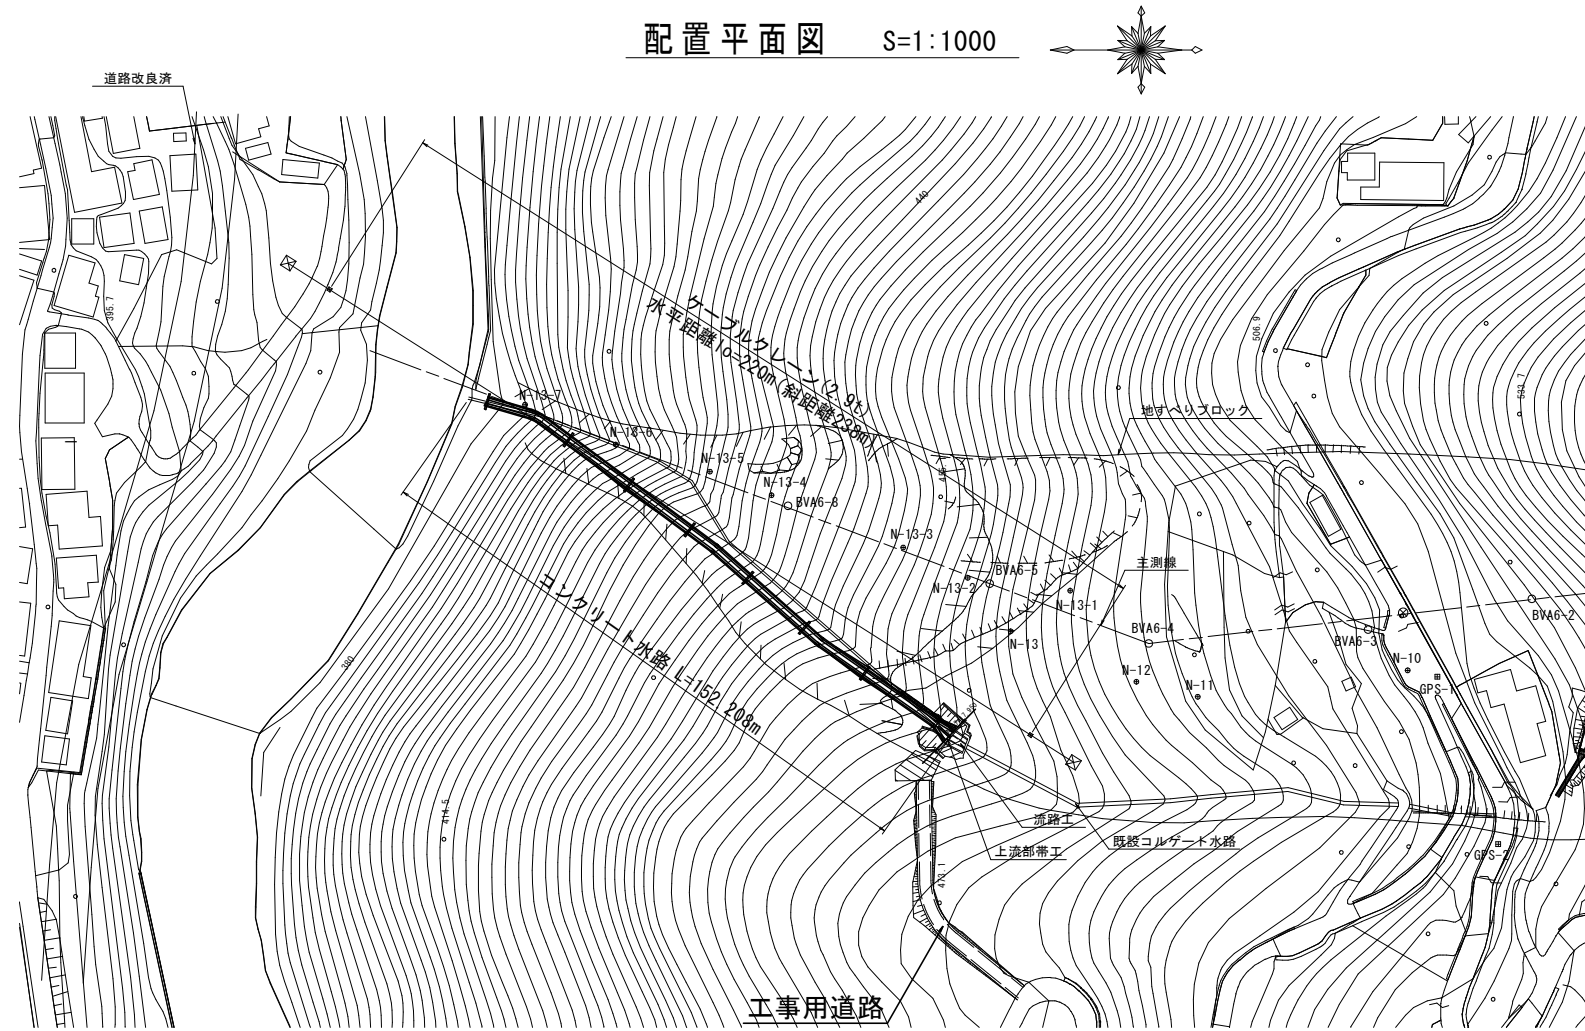 配置平面図 S=1:1000
道路改良済
440
395.7
ケーブルクレーン(2.9t)
水平距離lo=220m(斜距離238m)
506.9
533.7
N-13-7
N-13-6
地すべりブロック
N-13-5
N-13-4
BVA6-8
N-13-3
主測線
BVA6-5
N-13-2
N-13-1
コンクリート水路 L=152.208m
BVA6-4
N-13
BVA6-3
BVA6-2
380
N-12
N-11
N-10
GPS-1
414.5
流路工
上流部帯工
既設コルゲート水路
GPS-2
473.1
工事用道路